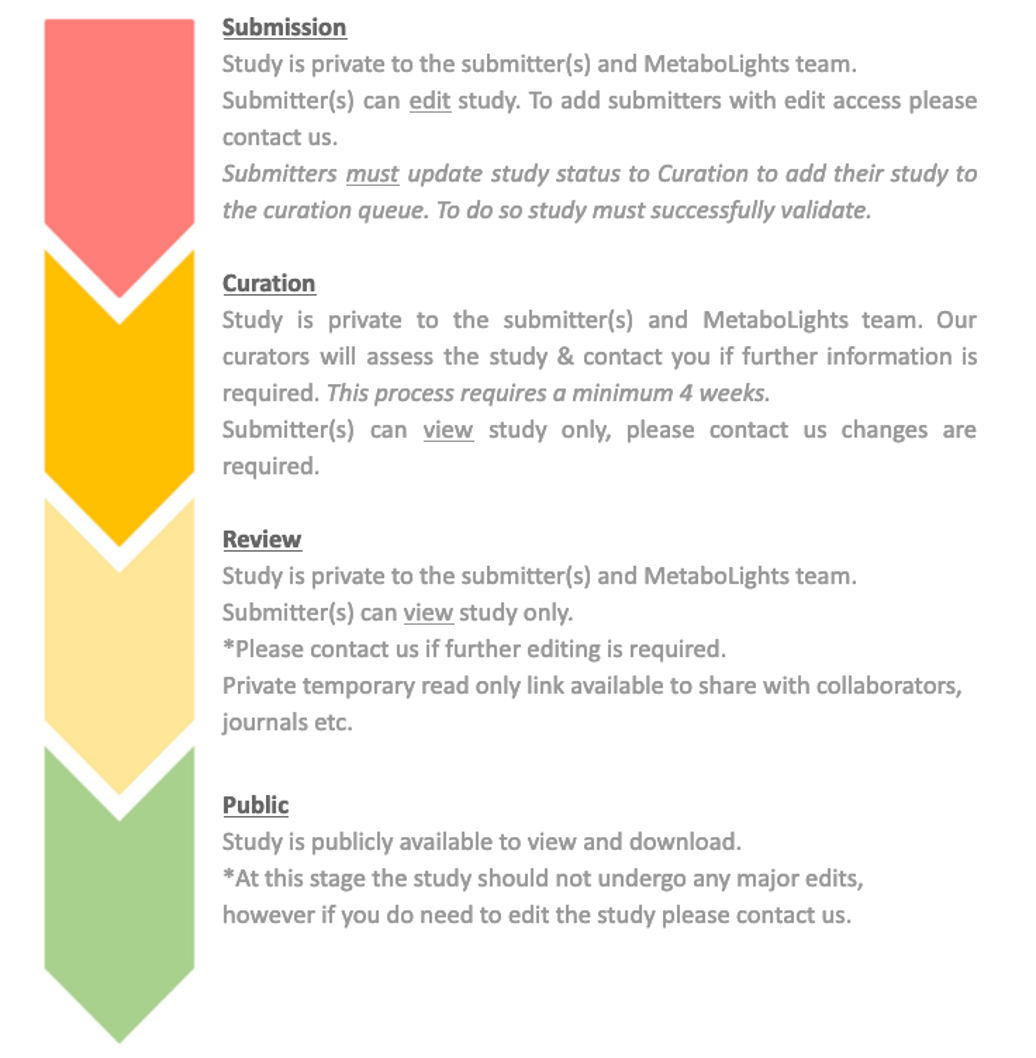 Submission
Study is private to the submitter(s) and MetaboLights team.
Submitter(s) can edit study. To add submitters with edit access please
contact us.
Submitters must update study status to Curation to add their study to
the curation queue. To do so study must successfully validate.
Curation
Study is private to the submitter(s) and MetaboLights team. Our
curators will assess the study & contact you if further information is
required. This process requires a minimum 4 weeks.
Submitter(s) can view study only, please contact us changes are
required.
Review
Study is private to the submitter(s) and MetaboLights team.
Submitter(s) can view study only.
*Please contact us if further editing is required.
Private temporary read only link available to share with collaborators,
journals etc.
Public
Study is publicly available to view and download.
*At this stage the study should not undergo any major edits,
however if you do need to edit the study please contact us.